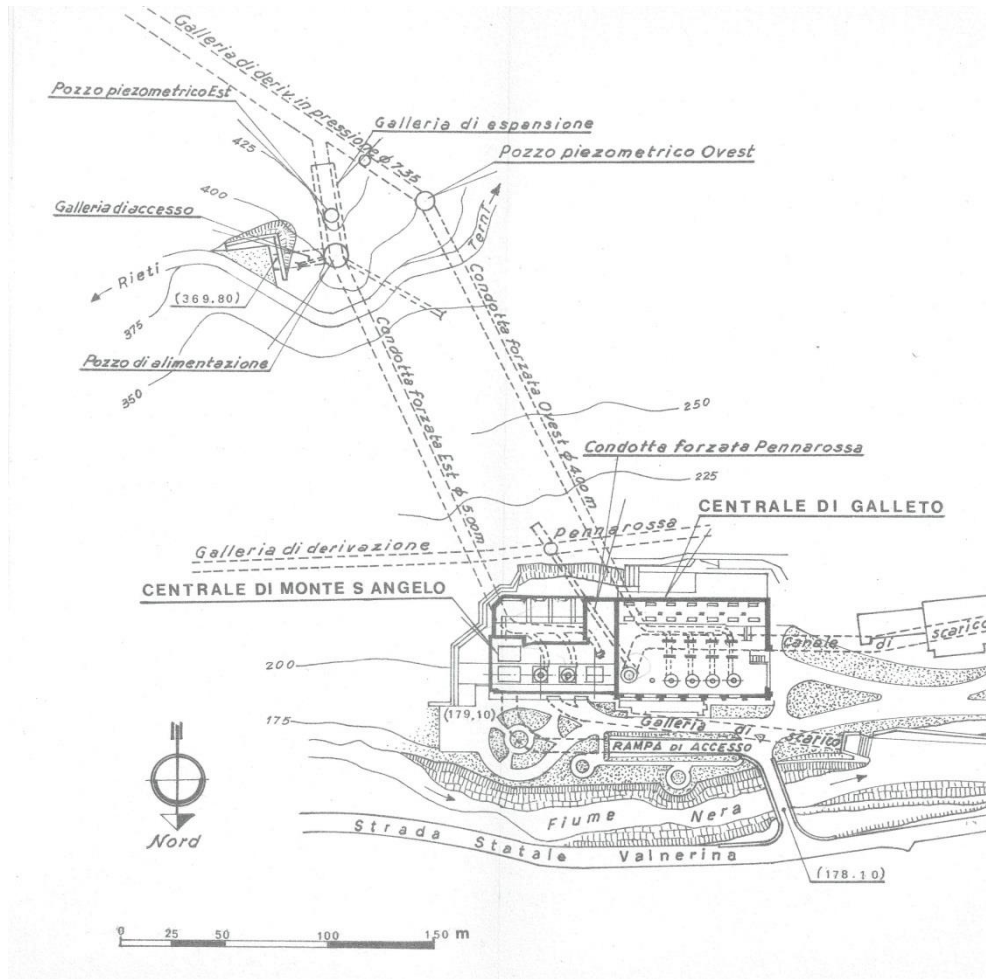 Galleria di deriv. in pressione ϕ 7.35
Pozzo piezometrico Est
Galleria di espansione
425
Pozzo piezometrico Ovest
400
Galleria di accesso
Terni
Rieti
(369.80)
375
Pozzo di alimentazione
350
Condotta forzata Est ϕ 5.00m
Condotta forzata Ovest ϕ 4.00 m
250
Condotta forzata Pennarossa
225
CENTRALE DI GALLETO
Galleria di derivazione Pennarossa
CENTRALE DI MONTE S ANGELO
Canale di scarico
200
(179,10)
175
Galleria di scarico
RAMPA DI ACCESSO
Fiume Nera
Nord
Strada Statale Valnerina
(178.10)
0 25 50 100 150 m